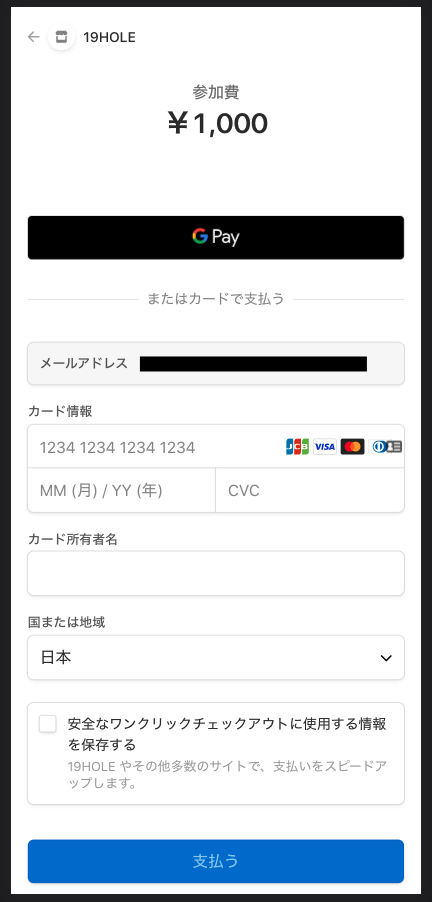 19HOLE
参加費
¥1,000
G Pay
またはカードで支払う
メールアドレス
カード情報
1234 1234 1234 1234 JCB VISA
MM (月) / YY (年) CVC
カード所有者名
国または地域
日本
安全なワンクリックチェックアウトに使用する情報
を保存する
19HOLE やその他多数のサイトで、支払いをスピードア
ップします。
支払う